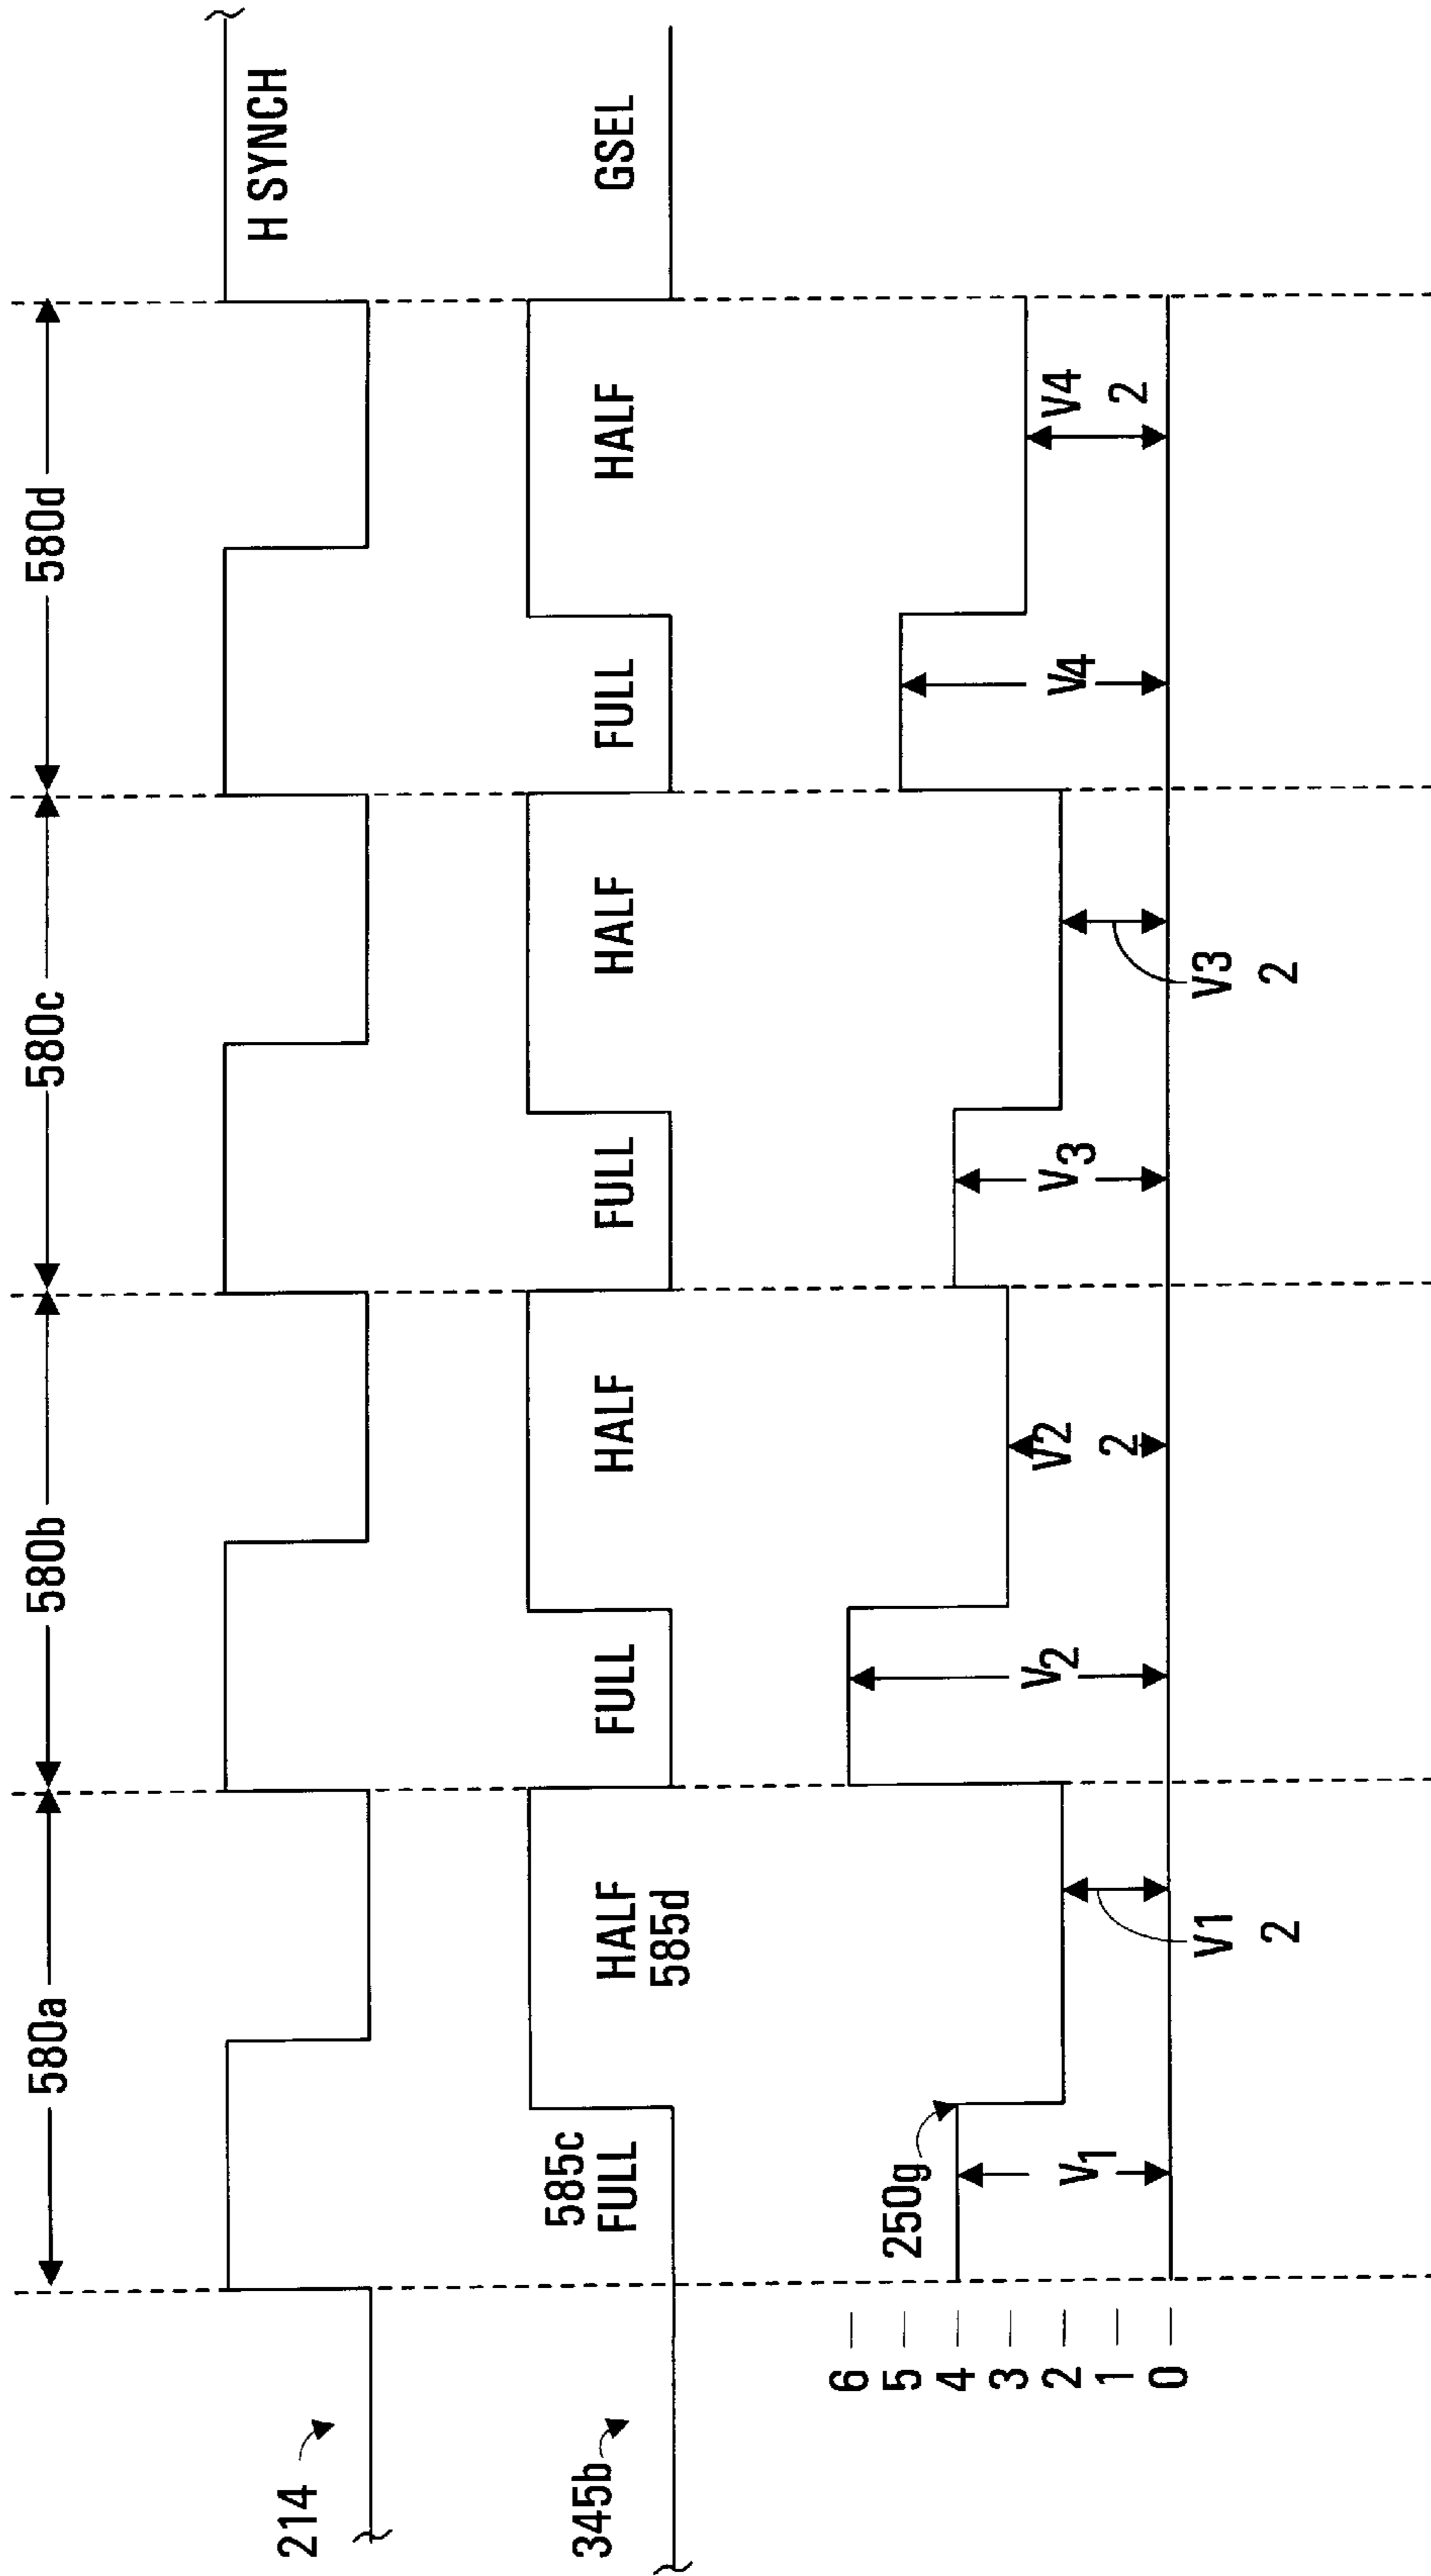 580a
580b
580c
580d
214
H SYNCH
345b
585c
FULL
HALF
585d
FULL
HALF
FULL
HALF
FULL
HALF
GSEL
250g
6
5
4
3
2
1
0
V1
V1
2
V2
V2
2
V3
V3
2
V4
V4
2